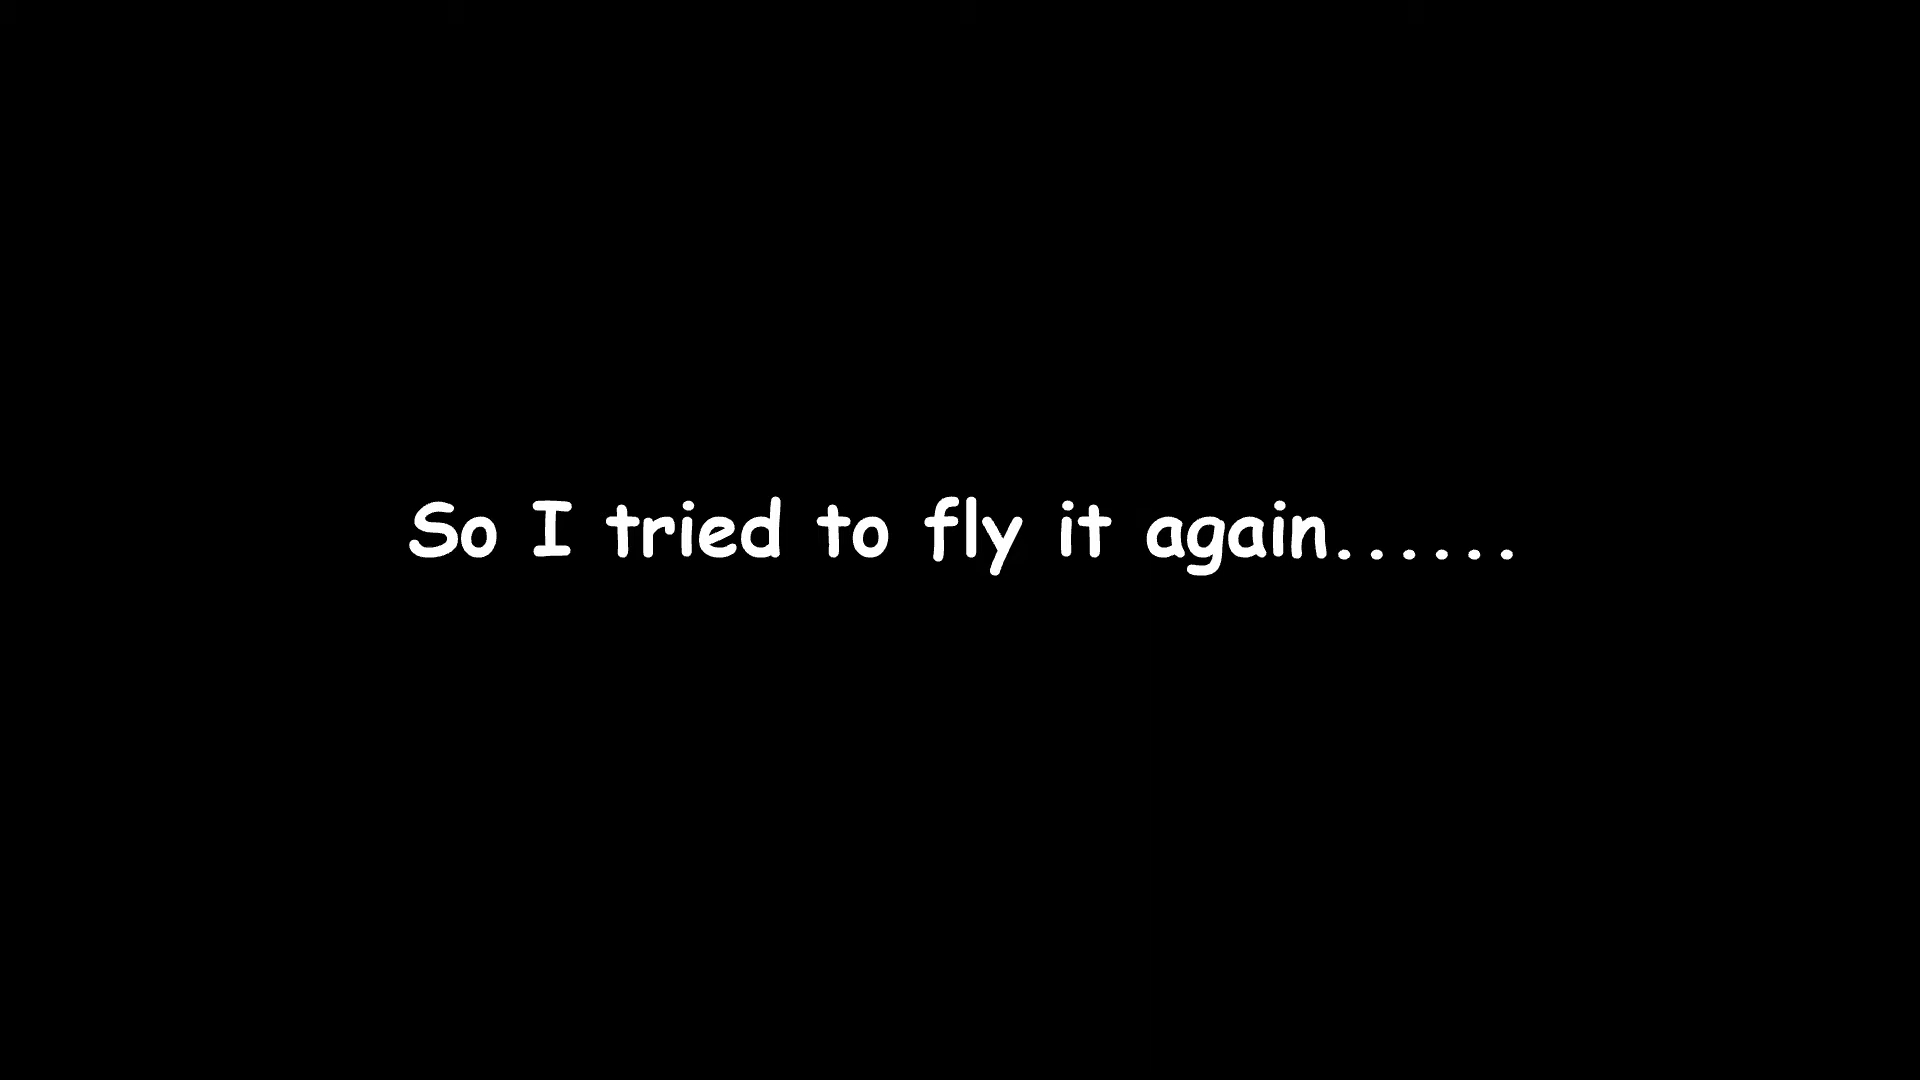 So I tried to fly it again......